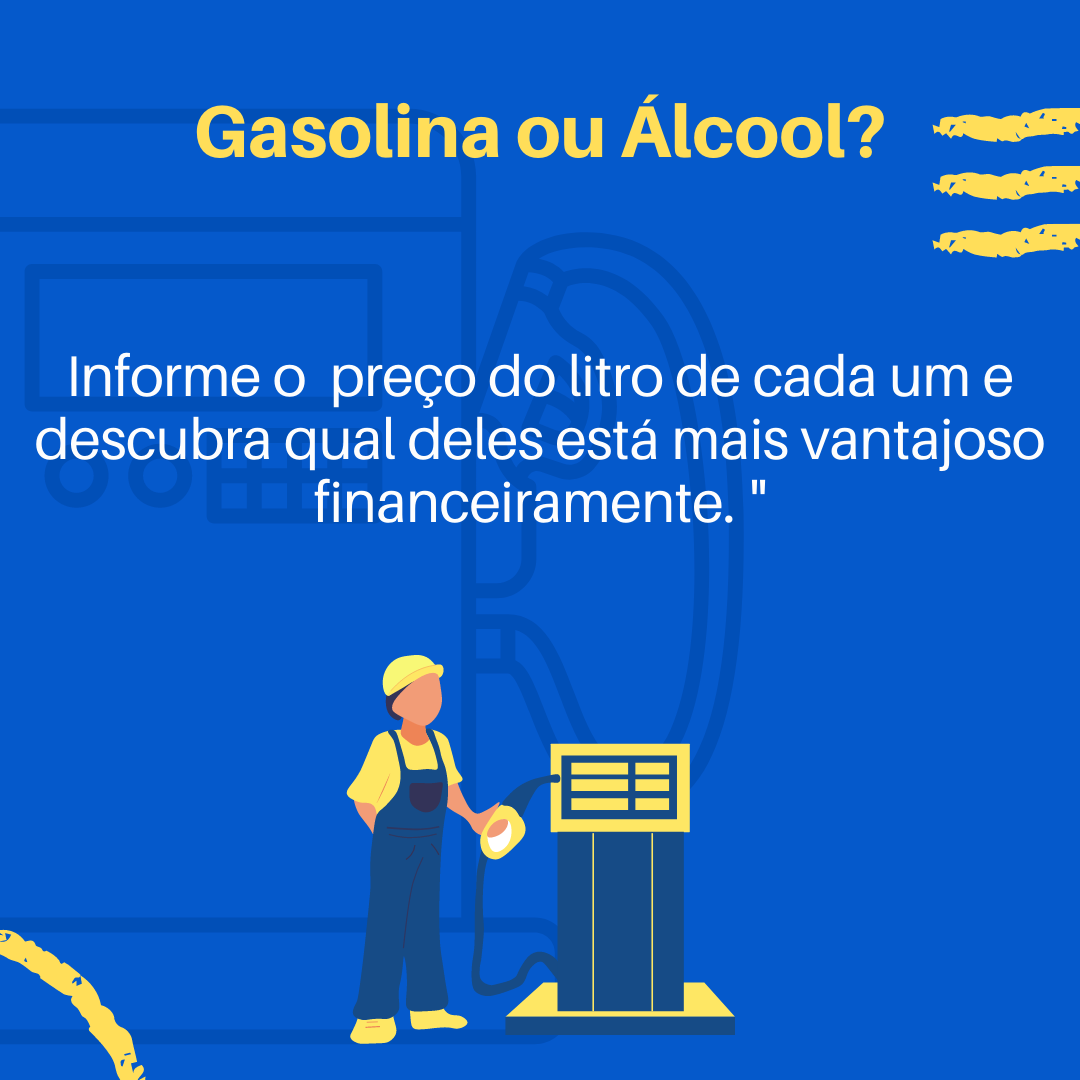 Gasolina ou Álcool?
Informe o  preço do litro de cada um e
descubra qual deles está mais vantajoso
financeiramente. "